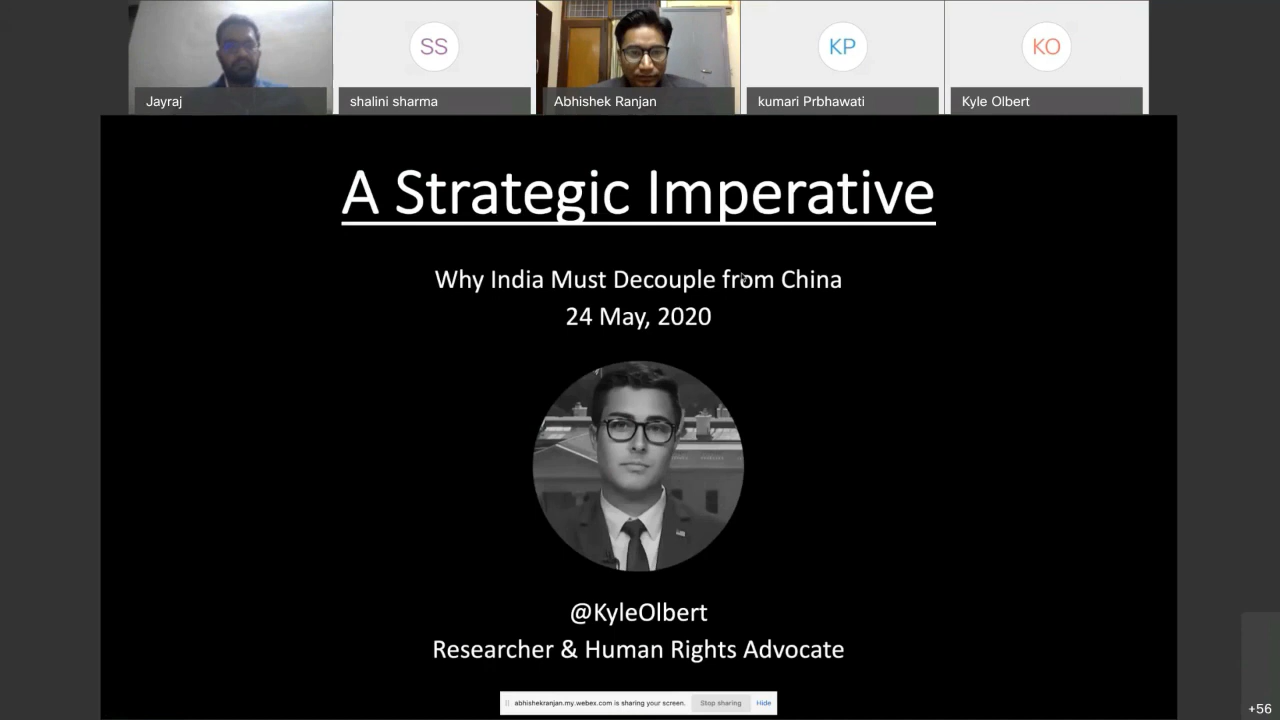 SS
KP
KO
Jayraj
shalini sharma
Abhishek Ranjan
kumari Prbhawati
Kyle Olbert
A Strategic Imperative
Why India Must Decouple from China
24 May, 2020
@KyleOlbert
Researcher & Human Rights Advocate
abhishekranjan.my.webex.com is sharing your screen.
Stop sharing
Hide
+56